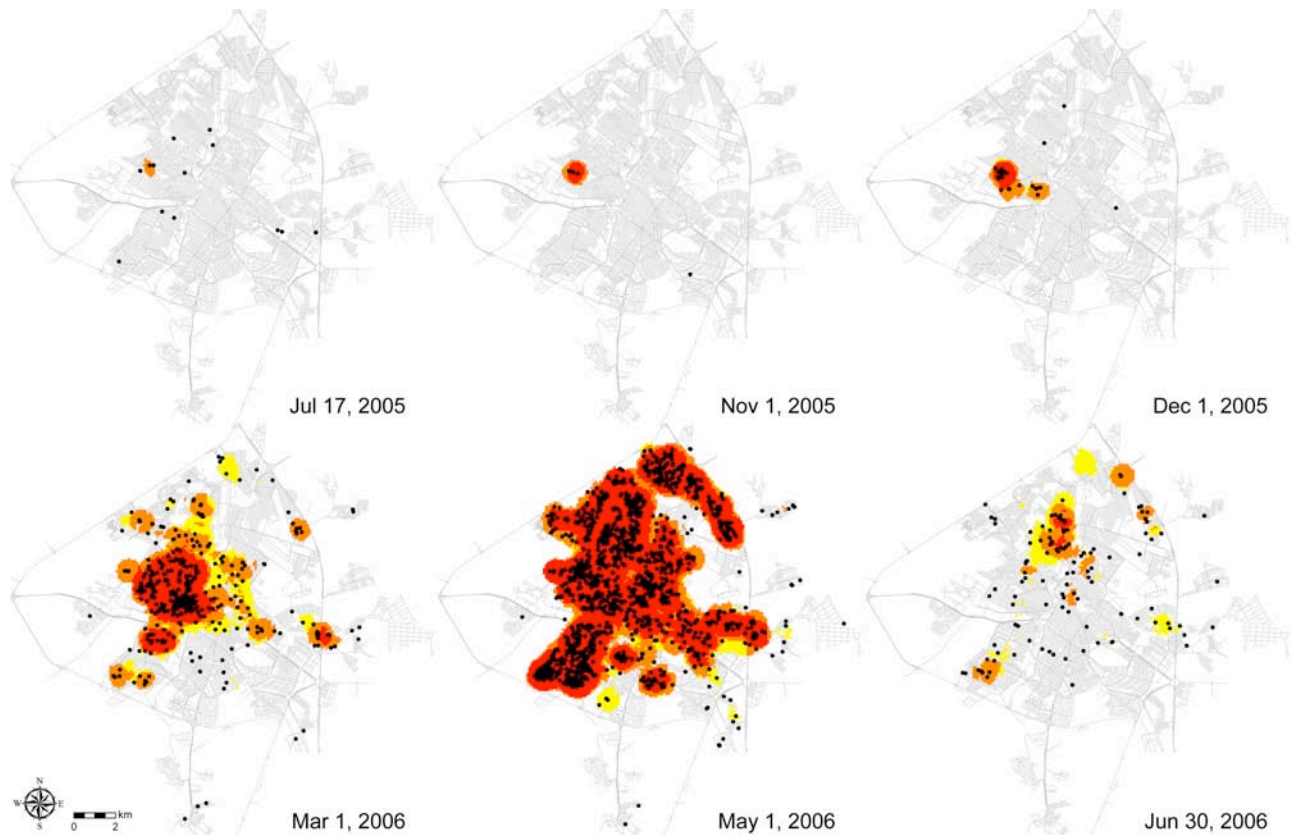 Jul 17, 2005
Nov 1, 2005
Dec 1, 2005
N
W
E
S
km
0 2
Mar 1, 2006
May 1, 2006
Jun 30, 2006